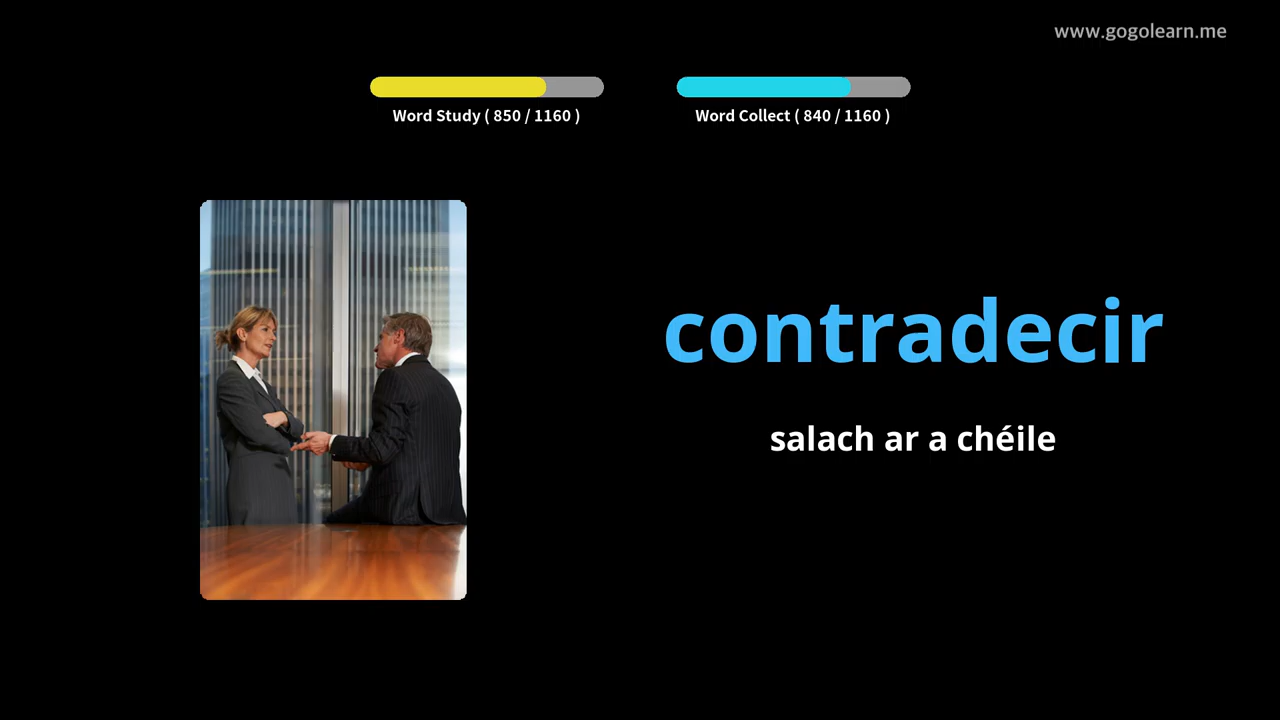 www.gogolearn.me
Word Study ( 850 / 1160 )
Word Collect ( 840 / 1160 )
contradecir
salach ar a chéile